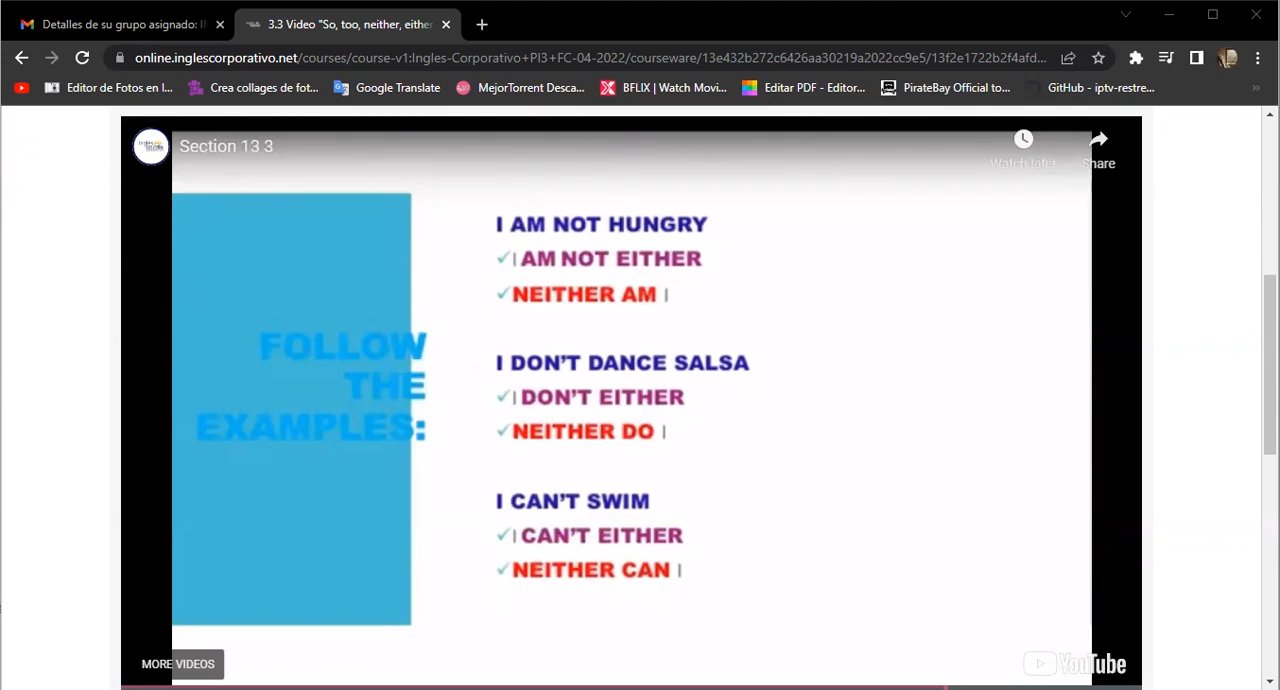 Detalles de su grupo asignado: I
3.3 Video "So, too, neither, either
online.inglescorporativo.net/courses/course-v1:Ingles-Corporativo+PI3+FC-04-2022/courseware/13e432b272c6426aa30219a2022cc9e5/13f2e1722b2f4afd...
Editor de Fotos en l...
Crea collages de fot...
Google Translate
MejorTorrent Desca...
BFLIX | Watch Movi...
Editar PDF - Editor...
PirateBay Official to...
GitHub - iptv-restre...
Section 13 3
Watch later
Share
FOLLOW
THE
EXAMPLES:
I AM NOT HUNGRY
I AM NOT EITHER
NEITHER AM I
I DON'T DANCE SALSA
I DON'T EITHER
NEITHER DO I
I CAN'T SWIM
I CAN'T EITHER
NEITHER CAN I
MORE VIDEOS
YouTube